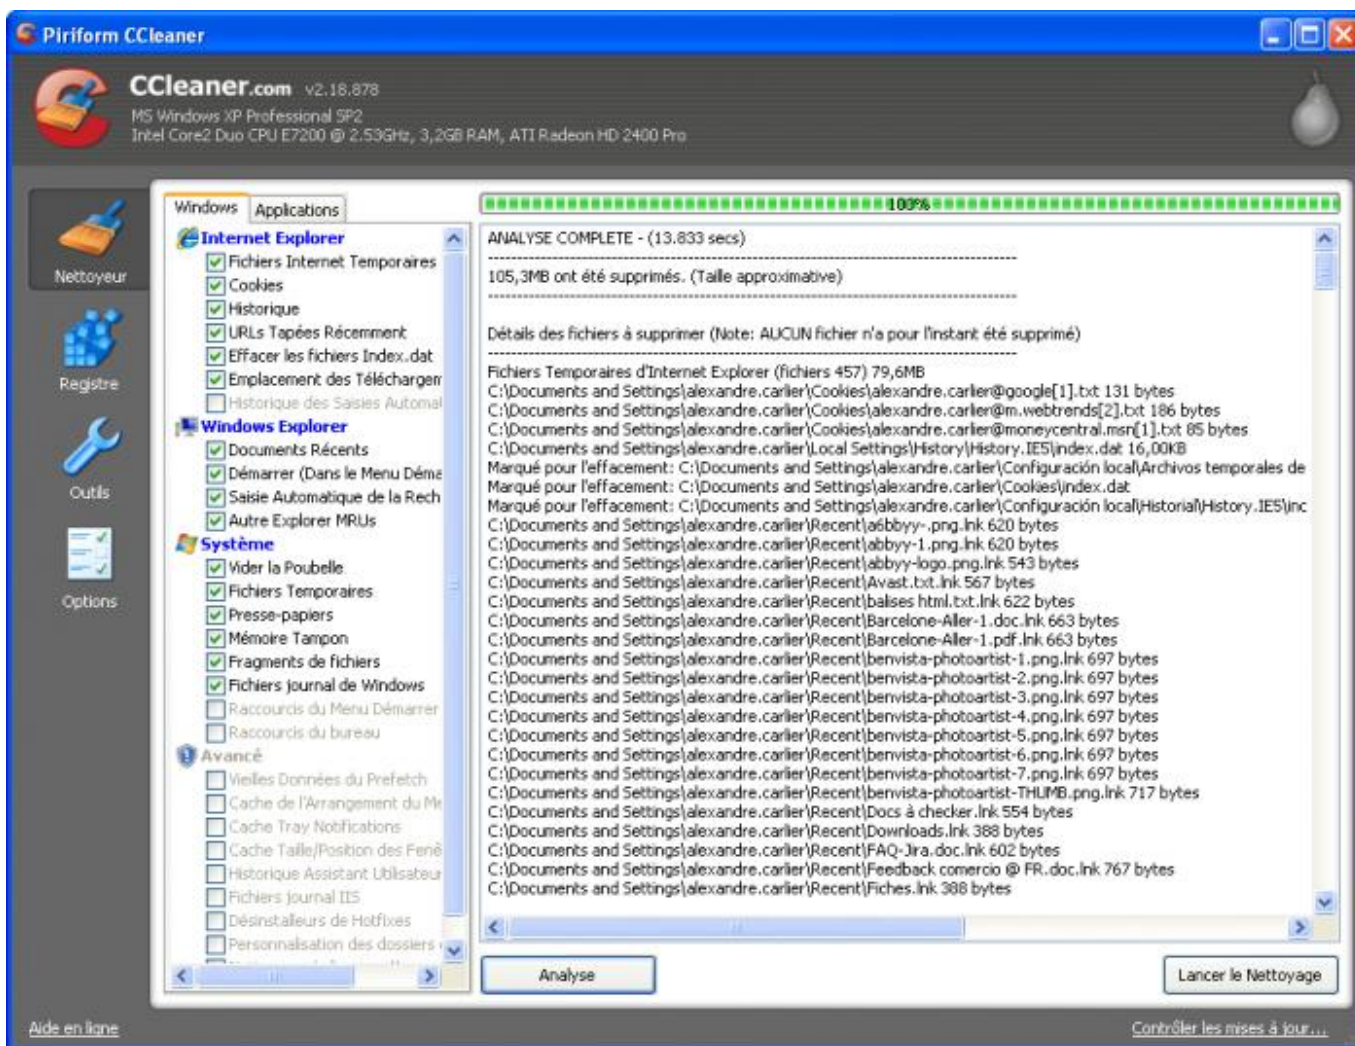 Piriform CCleaner
CCleaner.com v2.18.878
MS Windows XP Professional SP2
Intel Core2 Duo CPU E7200 @ 2.53GHz, 3,2GB RAM, ATI Radeon HD 2400 Pro
Nettoyeur
Registre
Outils
Options
Windows
Applications
Internet Explorer
Fichiers Internet Temporaires
Cookies
Historique
URLs Tapées Récemment
Effacer les fichiers Index.dat
Emplacement des Téléchargem
Historique des Saisies Automa
Windows Explorer
Documents Récents
Démarrer (Dans le Menu Déma
Saisie Automatique de la Rech
Autre Explorer MRUs
Système
Vider la Poubelle
Fichiers Temporaires
Presse-papiers
Mémoire Tampon
Fragments de fichiers
Fichiers journal de Windows
Raccourcis du Menu Démarrer
Raccourcis du bureau
Avancé
Vieilles Données du Prefetch
Cache de l'Arrangement du Me
Cache Tray Notifications
Cache Taille/Position des Fenê
Historique Assistant Utilisateur
Fichiers journal IIS
Désinstalleurs de Hotfixes
Personnalisation des dossiers
100%
ANALYSE COMPLETE - (13.833 secs)
105,3MB ont été supprimés. (Taille approximative)
Détails des fichiers à supprimer (Note: AUCUN fichier n'a pour l'instant été supprimé)
Fichiers Temporaires d'Internet Explorer (fichiers 457) 79,6MB
C:\Documents and Settings\alexandre.carlier\Cookies\alexandre.carlier@google[1].txt 131 bytes
C:\Documents and Settings\alexandre.carlier\Cookies\alexandre.carlier@m.webtrends[2].txt 186 bytes
C:\Documents and Settings\alexandre.carlier\Cookies\alexandre.carlier@moneycentral.msn[1].txt 85 bytes
C:\Documents and Settings\alexandre.carlier\Local Settings\History\History.IE5\index.dat 16,00KB
Marqué pour l'effacement: C:\Documents and Settings\alexandre.carlier\Configuración local\Archivos temporales de
Marqué pour l'effacement: C:\Documents and Settings\alexandre.carlier\Cookies\index.dat
Marqué pour l'effacement: C:\Documents and Settings\alexandre.carlier\Configuración local\Historial\History.IE5\inc
C:\Documents and Settings\alexandre.carlier\Recent\a6bbyy-.png.lnk 620 bytes
C:\Documents and Settings\alexandre.carlier\Recent\abbyy-1.png.lnk 620 bytes
C:\Documents and Settings\alexandre.carlier\Recent\abbyy-logo.png.lnk 543 bytes
C:\Documents and Settings\alexandre.carlier\Recent\Avast.txt.lnk 567 bytes
C:\Documents and Settings\alexandre.carlier\Recent\balises html.txt.lnk 622 bytes
C:\Documents and Settings\alexandre.carlier\Recent\Barcelone-Aller-1.doc.lnk 663 bytes
C:\Documents and Settings\alexandre.carlier\Recent\Barcelone-Aller-1.pdf.lnk 663 bytes
C:\Documents and Settings\alexandre.carlier\Recent\benvista-photoartist-1.png.lnk 697 bytes
C:\Documents and Settings\alexandre.carlier\Recent\benvista-photoartist-2.png.lnk 697 bytes
C:\Documents and Settings\alexandre.carlier\Recent\benvista-photoartist-3.png.lnk 697 bytes
C:\Documents and Settings\alexandre.carlier\Recent\benvista-photoartist-4.png.lnk 697 bytes
C:\Documents and Settings\alexandre.carlier\Recent\benvista-photoartist-5.png.lnk 697 bytes
C:\Documents and Settings\alexandre.carlier\Recent\benvista-photoartist-6.png.lnk 697 bytes
C:\Documents and Settings\alexandre.carlier\Recent\benvista-photoartist-7.png.lnk 697 bytes
C:\Documents and Settings\alexandre.carlier\Recent\benvista-photoartist-THUMB.png.lnk 717 bytes
C:\Documents and Settings\alexandre.carlier\Recent\Docs à checker.lnk 554 bytes
C:\Documents and Settings\alexandre.carlier\Recent\Downloads.lnk 388 bytes
C:\Documents and Settings\alexandre.carlier\Recent\FAQ-Jira.doc.lnk 602 bytes
C:\Documents and Settings\alexandre.carlier\Recent\Feedback comercio @ FR.doc.lnk 767 bytes
C:\Documents and Settings\alexandre.carlier\Recent\Fiches.lnk 388 bytes
Analyse
Lancer le Nettoyage
Aide en ligne
Contrôler les mises à jour...